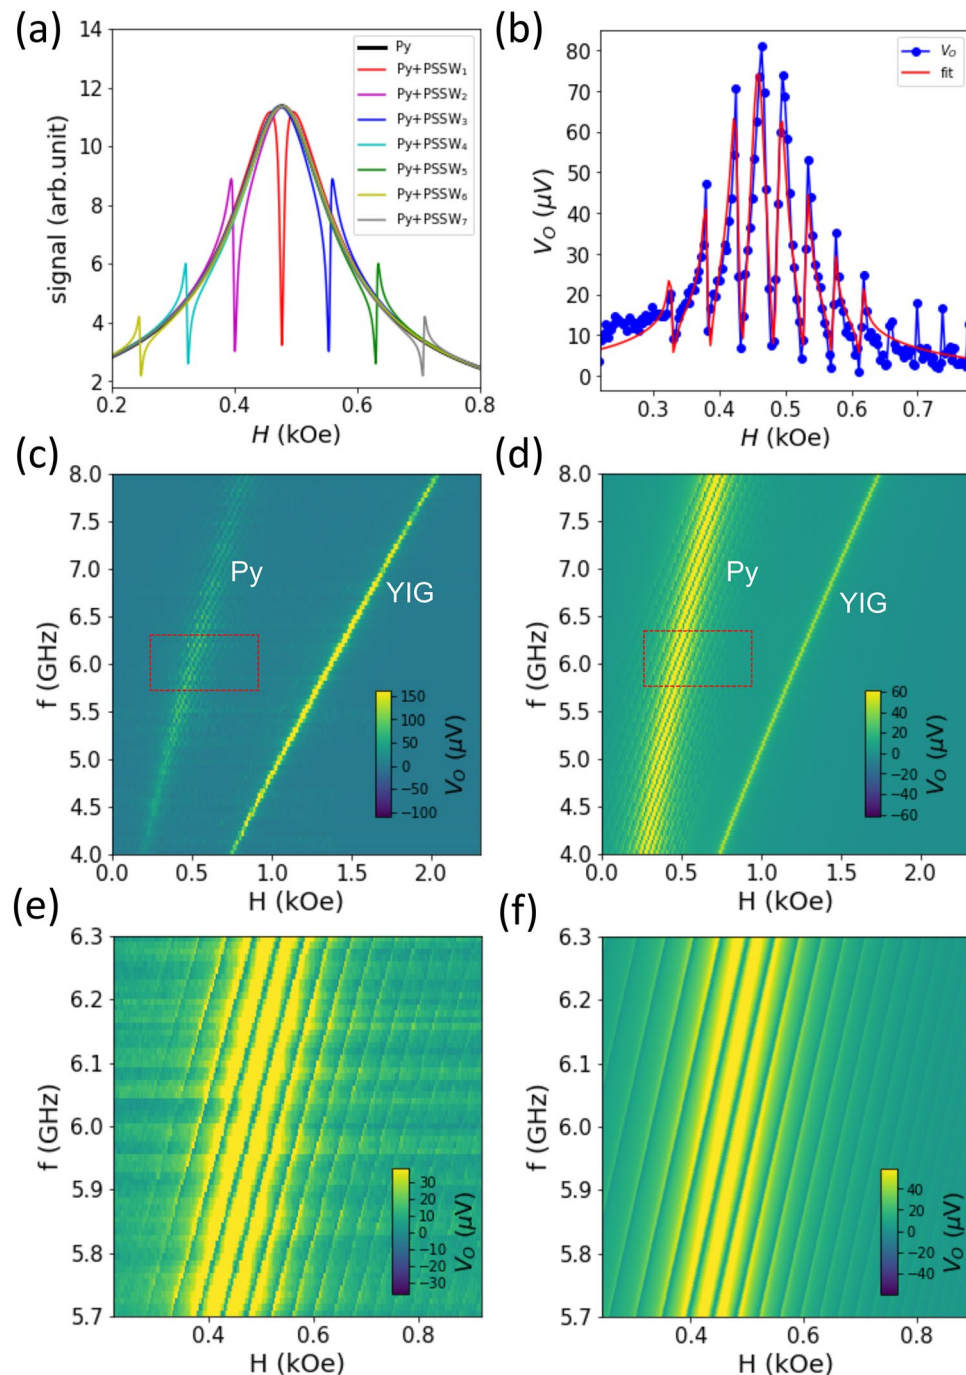 (a)
14
12
10
8
6
4
2
signal (arb.unit)
Py
Py+PSSW₁
Py+PSSW₂
Py+PSSW₃
Py+PSSW₄
Py+PSSW₅
Py+PSSW₆
Py+PSSW₇
0.2 0.4 0.6 0.8
H (kOe)
(b)
80
70
60
50
40
30
20
10
0
V_O (μV)
V_O
fit
0.3 0.4 0.5 0.6 0.7
H (kOe)
(c)
8.0
7.5
7.0
6.5
6.0
5.5
5.0
4.5
4.0
f (GHz)
Py
YIG
150
100
50
0
−50
−100
V_O (μV)
0.0 0.5 1.0 1.5 2.0
H (kOe)
(d)
8.0
7.5
7.0
6.5
6.0
5.5
5.0
4.5
4.0
f (GHz)
Py
YIG
60
40
20
0
−20
−40
−60
V_O (μV)
0.0 0.5 1.0 1.5 2.0
H (kOe)
(e)
6.3
6.2
6.1
6.0
5.9
5.8
5.7
f (GHz)
30
20
10
0
−10
−20
−30
V_O (μV)
0.4 0.6 0.8
H (kOe)
(f)
6.3
6.2
6.1
6.0
5.9
5.8
5.7
f (GHz)
40
20
0
−20
−40
V_O (μV)
0.4 0.6 0.8
H (kOe)